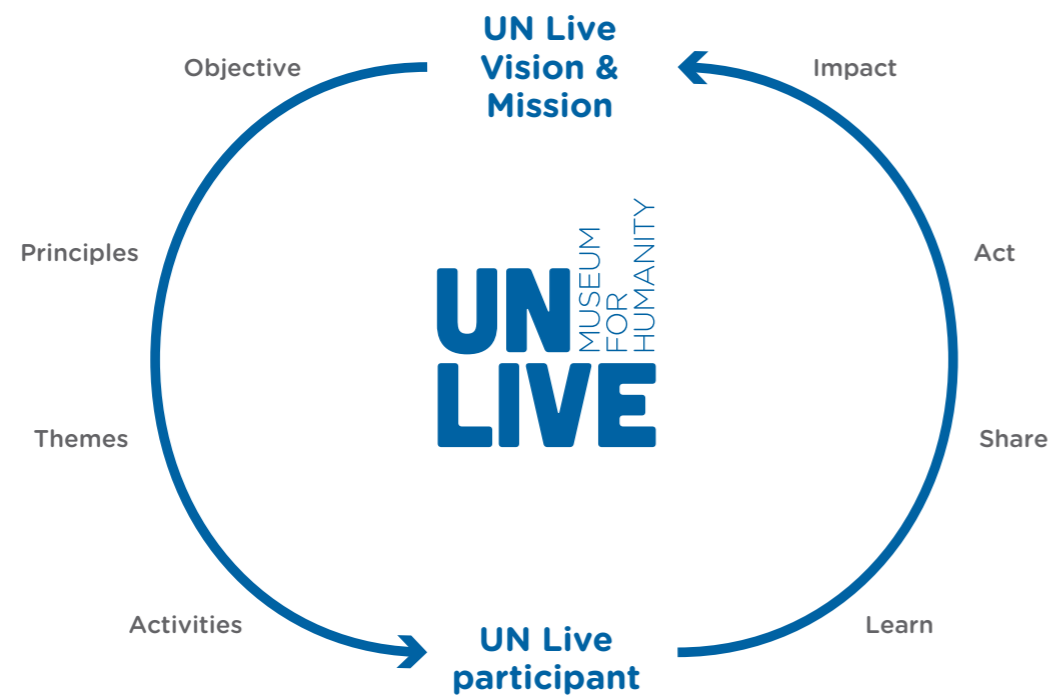 UN Live
Vision &
Mission
Objective
Impact
Principles
Act
MUSEUM
FOR
HUMANITY
UN
LIVE
Themes
Share
Activities
Learn
UN Live
participant